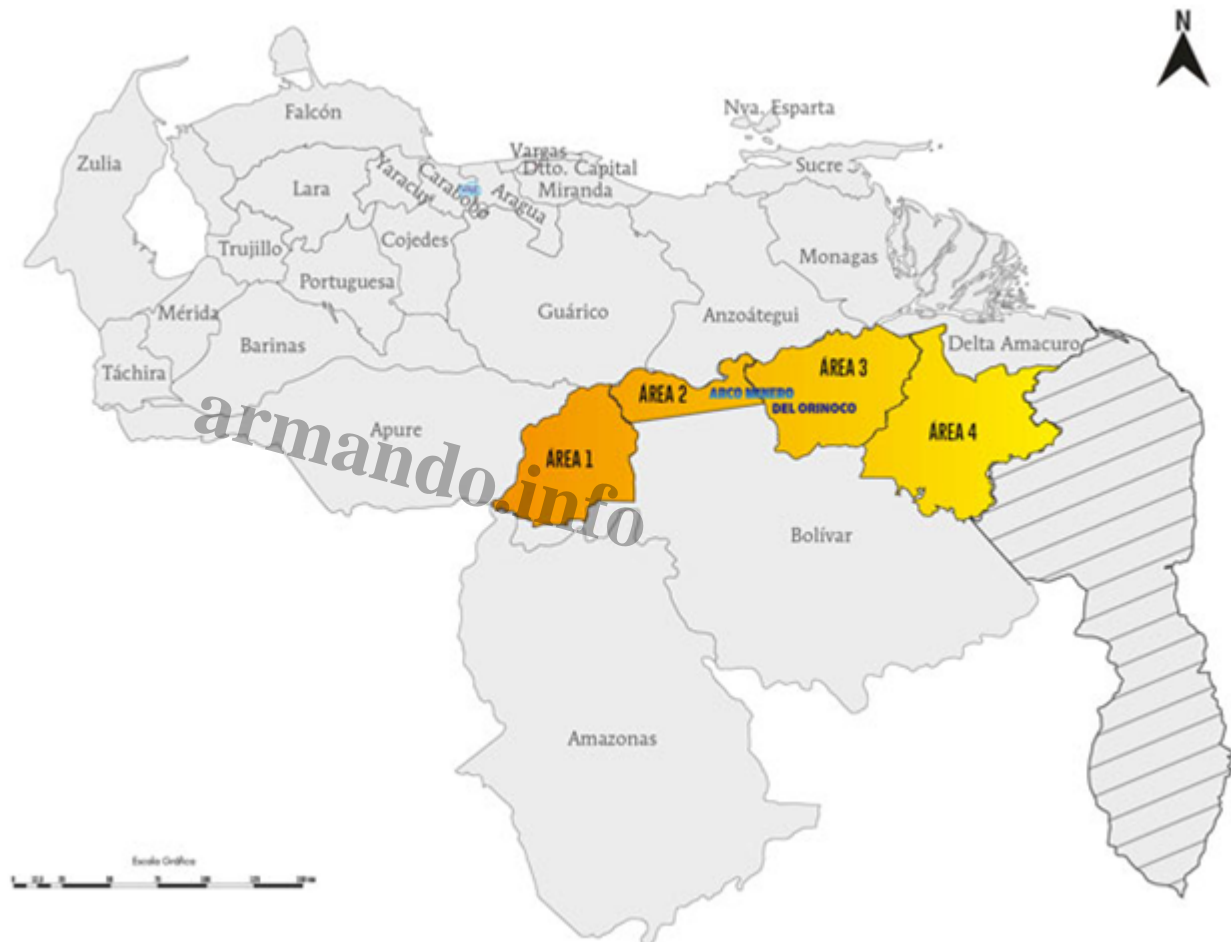 N
Nva. Esparta
Falcón
Vargas
Dtto. Capital
Zulia
Sucre
Lara
Yaracuy
Carabobo
Aragua
Miranda
Trujillo
Cojedes
Monagas
Portuguesa
Mérida
Guárico
Anzoátegui
Barinas
Delta Amacuro
Táchira
ÁREA 3
ÁREA 2
ARCO MINERO
DEL ORINOCO
Apure
ÁREA 4
ÁREA 1
armando.info
Bolívar
Amazonas
Escala Gráfica